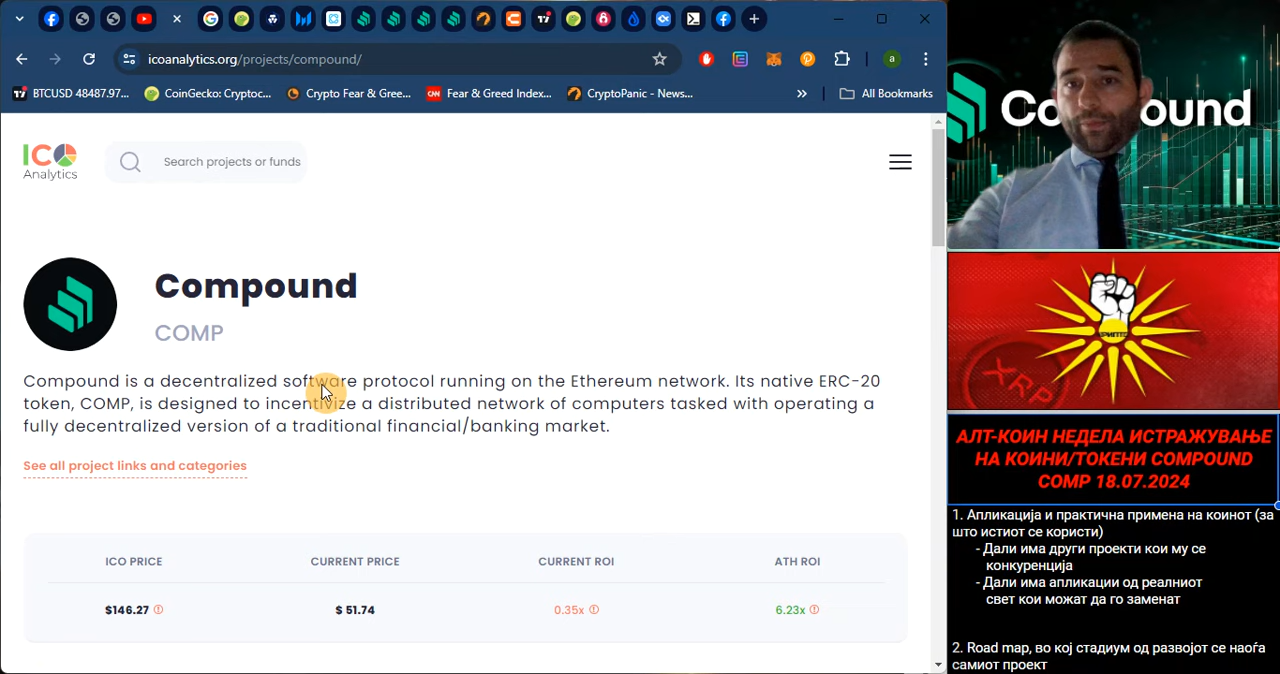 icoanalytics.org/projects/compound/
BTCUSD 48487.97...
CoinGecko: Cryptoc...
Crypto Fear & Gree...
CNN
Fear & Greed Index...
CryptoPanic - News...
»
All Bookmarks
ICO
Analytics
Search projects or funds
Compound
COMP
Compound is a decentralized software protocol running on the Ethereum network. Its native ERC-20
token, COMP, is designed to incentivize a distributed network of computers tasked with operating a
fully decentralized version of a traditional financial/banking market.
See all project links and categories
ICO PRICE
CURRENT PRICE
CURRENT ROI
ATH ROI
$146.27
$ 51.74
0.35x
6.23x
XRP
АЛТ-КОИН НЕДЕЛА ИСТРАЖУВАЊЕ
НА КОИНИ/ТОКЕНИ COMPOUND
COMP 18.07.2024
1. Апликација и практична примена на коинот (за
што истиот се користи)
- Дали има други проекти кои му се
конкуренција
- Дали има апликации од реалниот
свет кои можат да го заменат
2. Road map, во кој стадиум од развојот се наоѓа
самиот проект